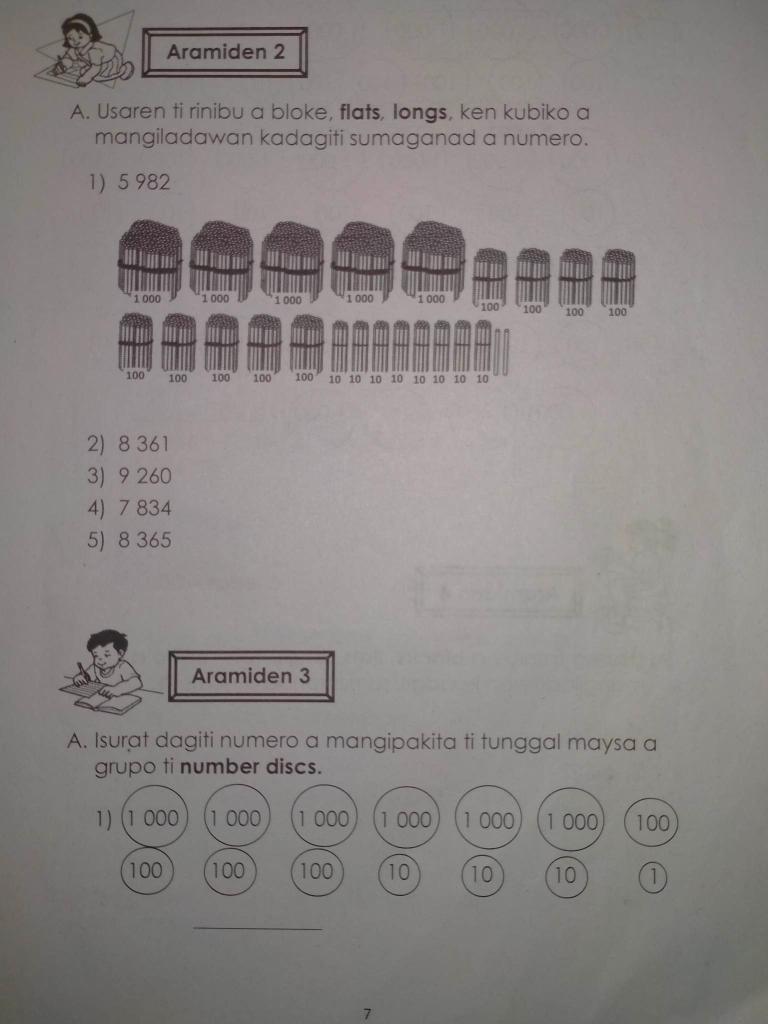 Aramiden 2
A. Usaren ti rinibu a bloke, flats, longs, ken kubiko a
mangiladawan kadagiti sumaganad a numero.
1) 5 982
1 000 1 000 1 000 1 000 1 000 100 100 100 100
100 100 100 100 100 10 10 10 10 10 10 10 10
2) 8 361
3) 9 260
4) 7 834
5) 8 365
Aramiden 3
A. Isurat dagiti numero a mangipakita ti tunggal maysa a
grupo ti number discs.
1) 1 000 1 000 1 000 1 000 1 000 1 000 100
100 100 100 10 10 10 1
7